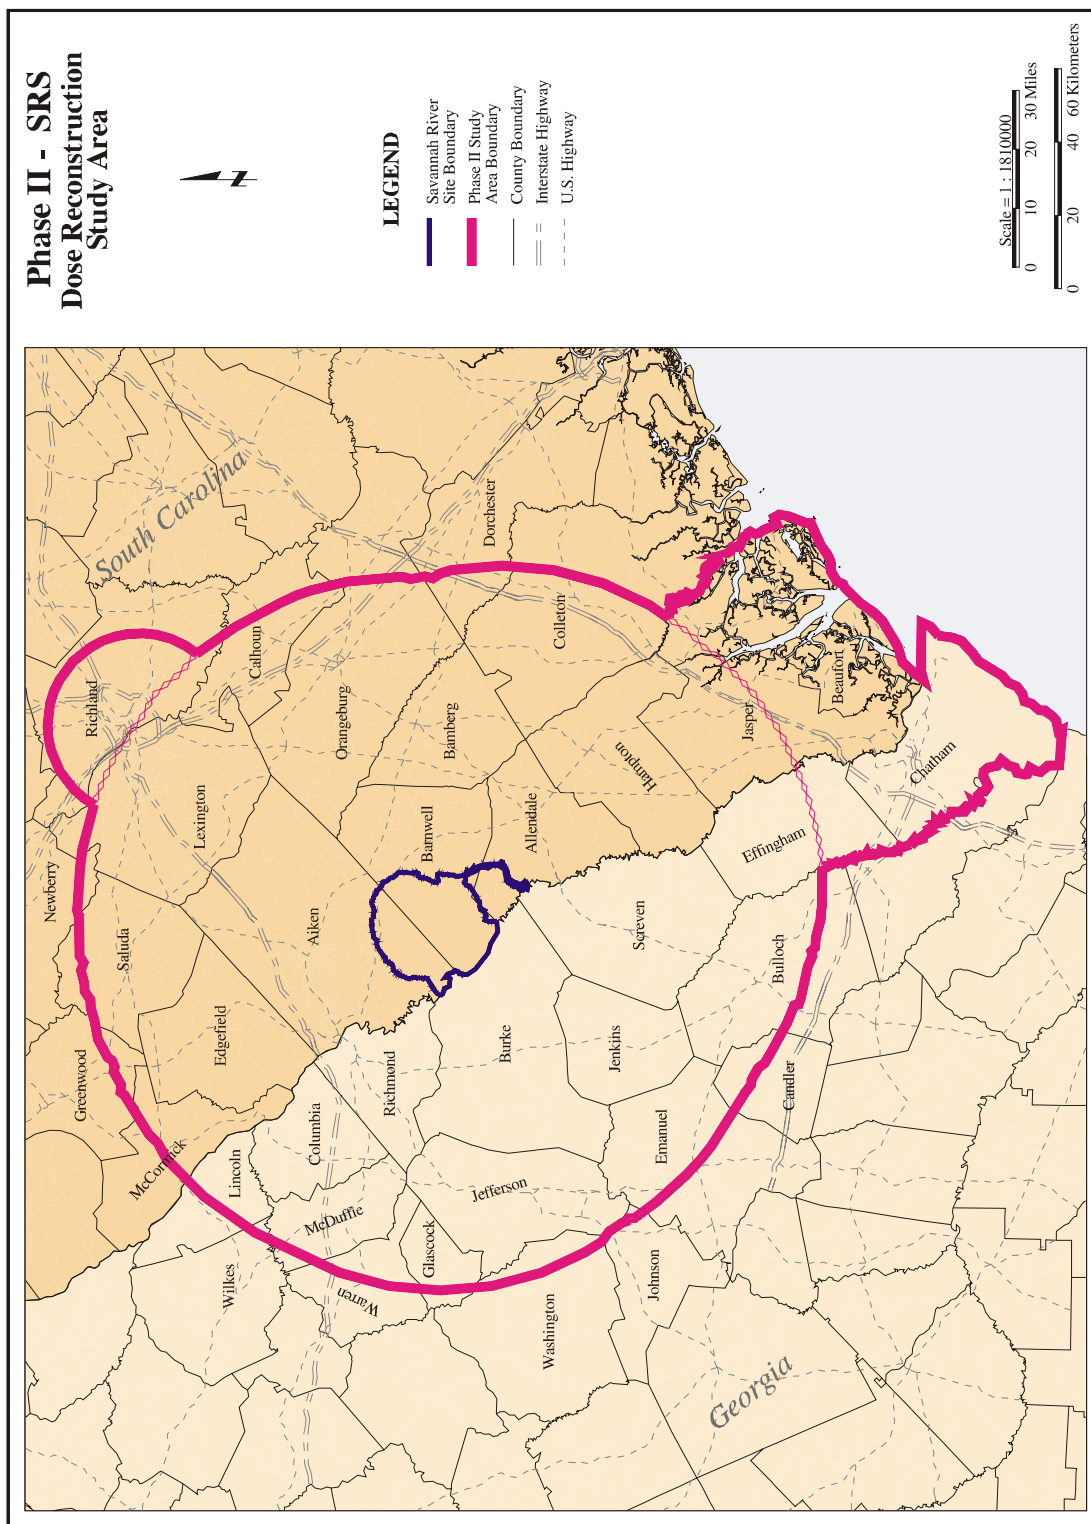 Phase II - SRS
Dose Reconstruction
Study Area
N
LEGEND
Savannah River
Site Boundary
Phase II Study
Area Boundary
County Boundary
Interstate Highway
U.S. Highway
Scale = 1 : 1810000
0 10 20 30 Miles
0 20 40 60 Kilometers
South Carolina
Georgia
Newberry
Richland
Greenwood
Saluda
Lexington
Calhoun
McCormick
Edgefield
Aiken
Orangeburg
Dorchester
Lincoln
Columbia
Richmond
Barnwell
Bamberg
Colleton
Wilkes
McDuffie
Warren
Glascock
Jefferson
Burke
Allendale
Hampton
Jasper
Beaufort
Washington
Johnson
Emanuel
Jenkins
Screven
Effingham
Chatham
Candler
Bulloch